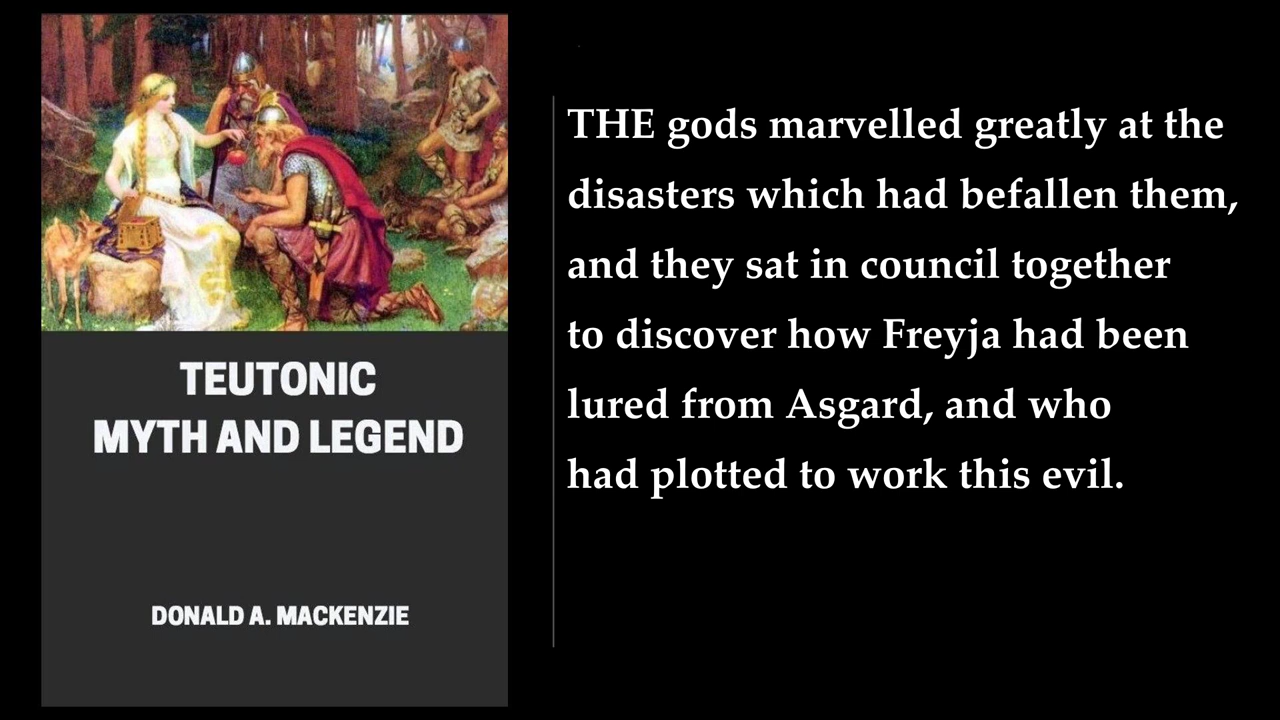 TEUTONIC
MYTH AND LEGEND
DONALD A. MACKENZIE
THE gods marvelled greatly at the
disasters which had befallen them,
and they sat in council together
to discover how Freyja had been
lured from Asgard, and who
had plotted to work this evil.